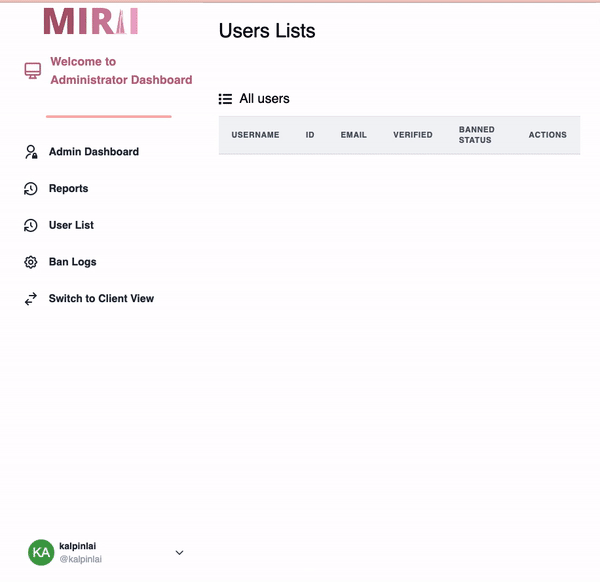 MIRAI
Welcome to
Administrator Dashboard
Admin Dashboard
Reports
User List
Ban Logs
Switch to Client View
KA
kalpinlai
@kalpinlai
Users Lists
All users
USERNAME ID EMAIL VERIFIED BANNED STATUS ACTIONS